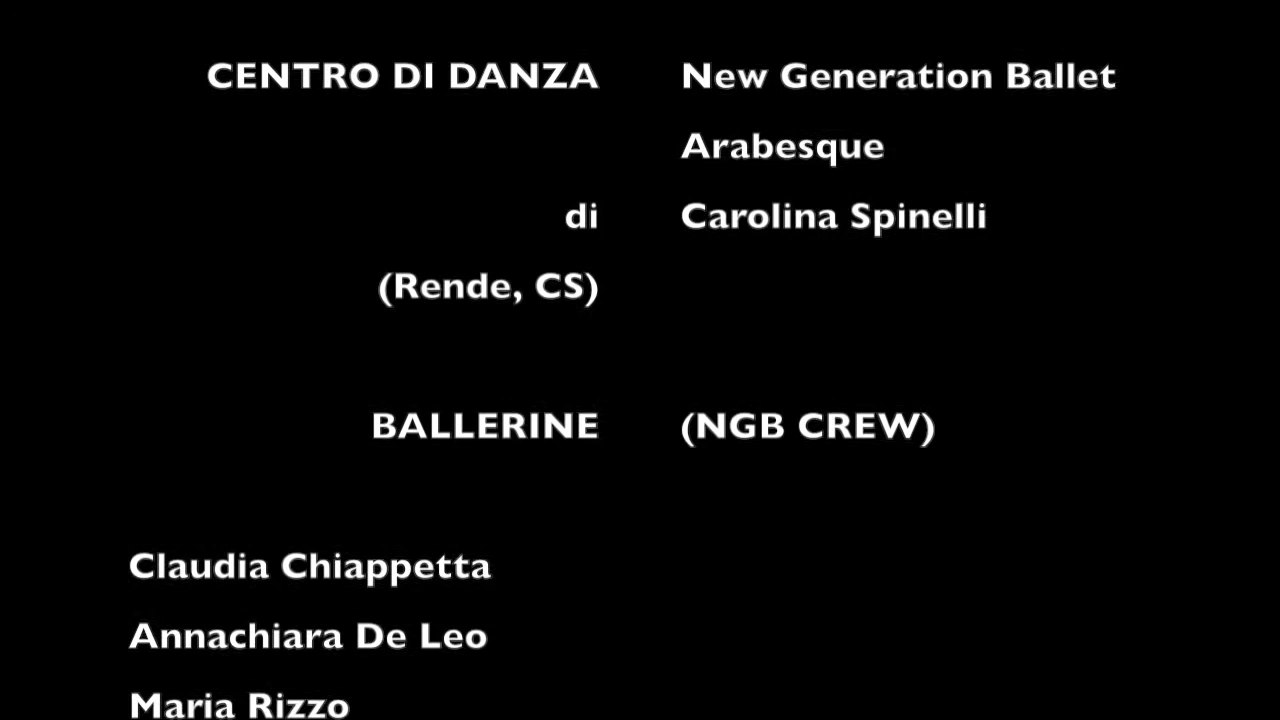 CENTRO DI DANZA New Generation Ballet
Arabesque
di Carolina Spinelli
(Rende, CS)
BALLERINE (NGB CREW)
Claudia Chiappetta
Annachiara De Leo
Maria Rizzo